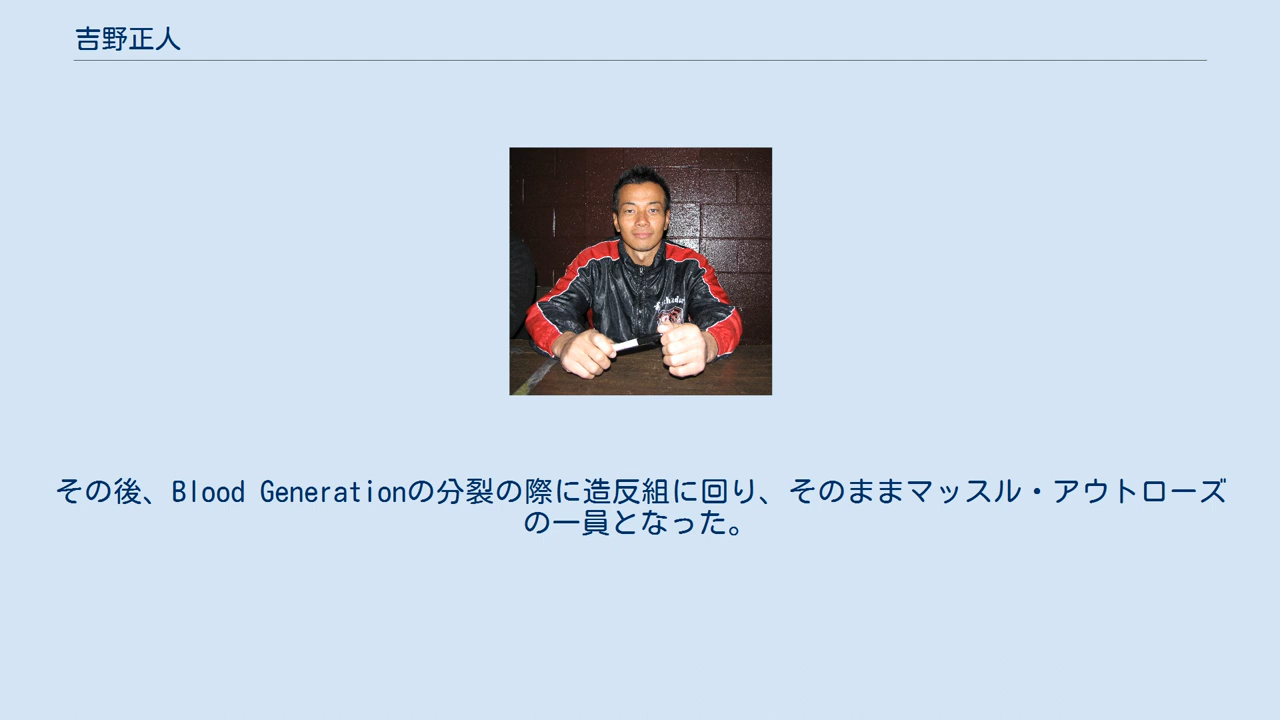 吉野正人
その後、Blood Generationの分裂の際に造反組に回り、そのままマッスル・アウトローズ
の一員となった。